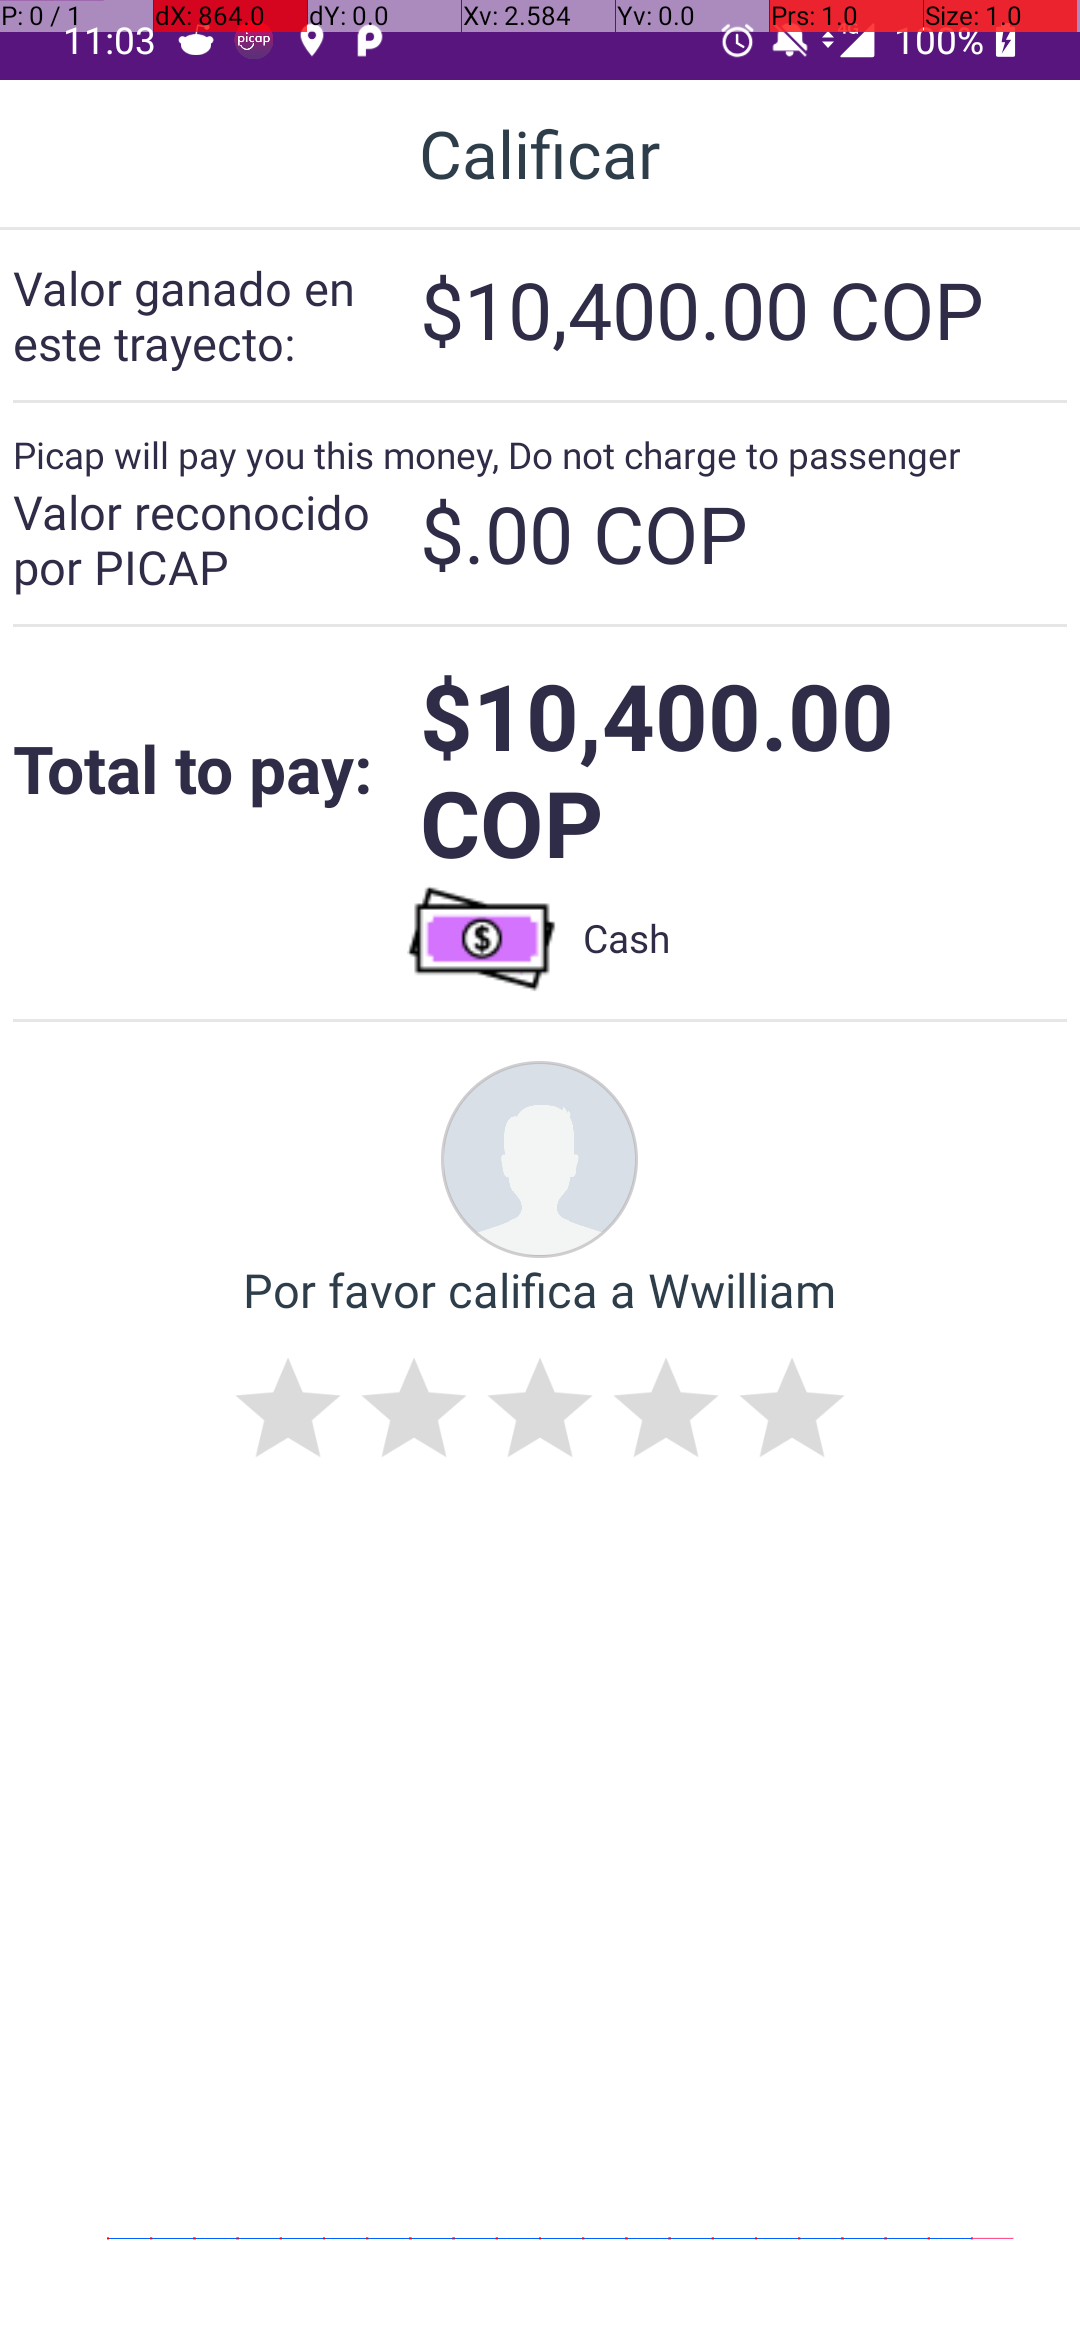 P: 0 / 1 dX: 864.0 dY: 0.0 Xv: 2.584 Yv: 0.0 Prs: 1.0 Size: 1.0
11:03 picap 100%
Calificar
Valor ganado en
este trayecto:
$10,400.00 COP
Picap will pay you this money, Do not charge to passenger
Valor reconocido
por PICAP
$.00 COP
Total to pay:
$10,400.00
COP
Cash
Por favor califica a Wwilliam